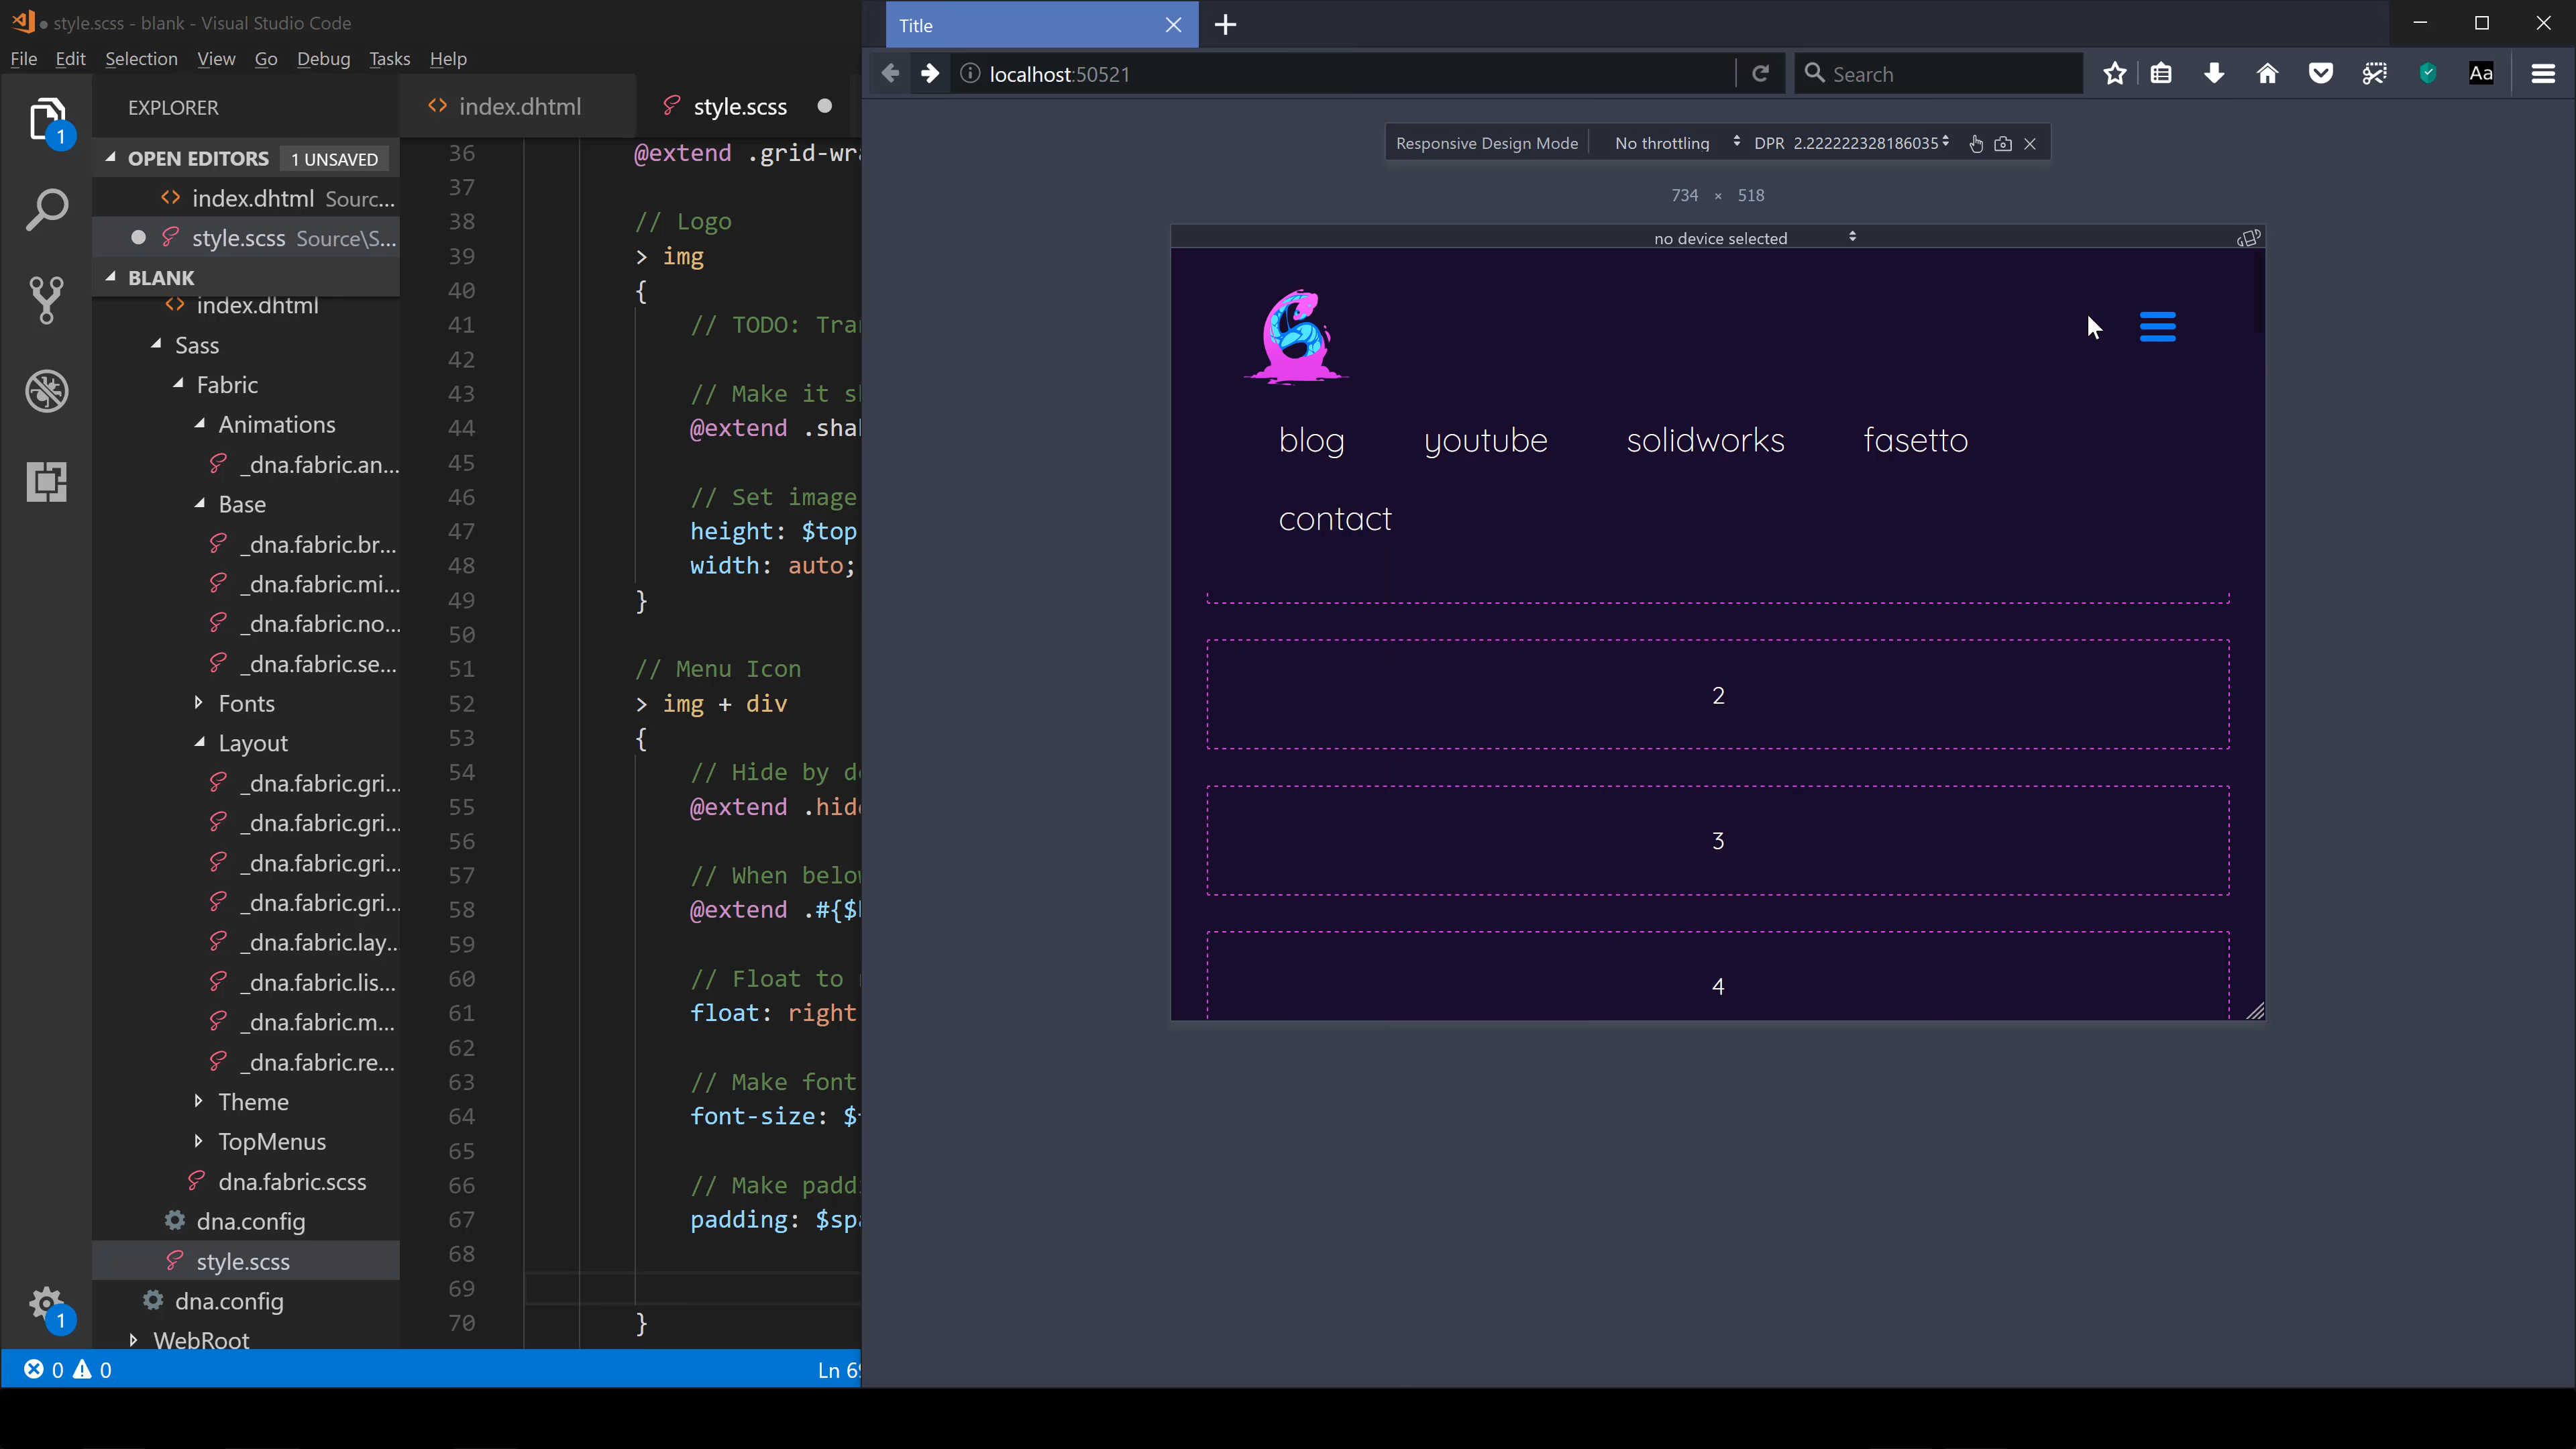 style.scss - blank - Visual Studio Code
File Edit Selection View Go Debug Tasks Help
EXPLORER
OPEN EDITORS 1 UNSAVED
index.dhtml Sourc...
style.scss Source\S...
BLANK
index.dhtml
Sass
Fabric
Animations
_dna.fabric.an...
Base
_dna.fabric.br...
_dna.fabric.mi...
_dna.fabric.no...
_dna.fabric.se...
Fonts
Layout
_dna.fabric.gri...
_dna.fabric.gri...
_dna.fabric.gri...
_dna.fabric.gri...
_dna.fabric.lay...
_dna.fabric.lis...
_dna.fabric.m...
_dna.fabric.re...
Theme
TopMenus
dna.fabric.scss
dna.config
style.scss
dna.config
WebRoot
1
1
0 0
index.dhtml style.scss
36 @extend .grid-wra
37
38 // Logo
39 > img
40 {
41 // TODO: Tra
42
43 // Make it s
44 @extend .sha
45
46 // Set image
47 height: $top
48 width: auto;
49 }
50
51 // Menu Icon
52 > img + div
53 {
54 // Hide by d
55 @extend .hid
56
57 // When belo
58 @extend .#{$
59
60 // Float to
61 float: right
62
63 // Make font
64 font-size: $
65
66 // Make padd
67 padding: $spa
68
69
70 }
Ln 69
Title
localhost:50521
Search
Aa
Responsive Design Mode No throttling DPR 2.222222328186035
734 × 518
no device selected
blog youtube solidworks fasetto
contact
2
3
4